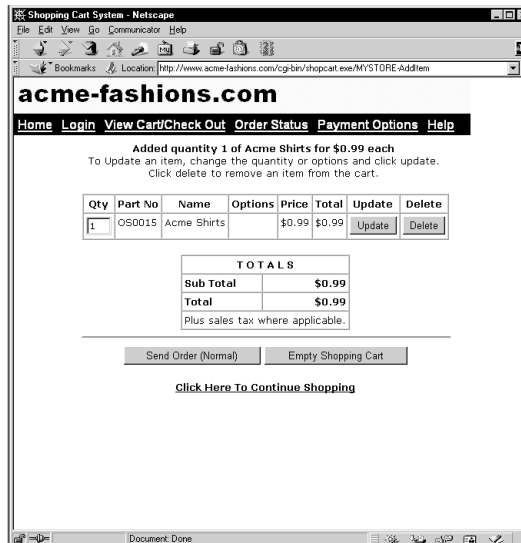 Shopping Cart System - Netscape
File Edit View Go Communicator Help
Bookmarks Location: http://www.acme-fashions.com/cgi-bin/shopcart.exe/MYSTORE-AddItem
acme-fashions.com
Home Login View Cart/Check Out Order Status Payment Options Help
Added quantity 1 of Acme Shirts for $0.99 each
To Update an item, change the quantity or options and click update.
Click delete to remove an item from the cart.
Qty Part No Name Options Price Total Update Delete
1 OS0015 Acme Shirts $0.99 $0.99 Update Delete
TOTALS
Sub Total $0.99
Total $0.99
Plus sales tax where applicable.
Send Order (Normal) Empty Shopping Cart
Click Here To Continue Shopping
Document: Done